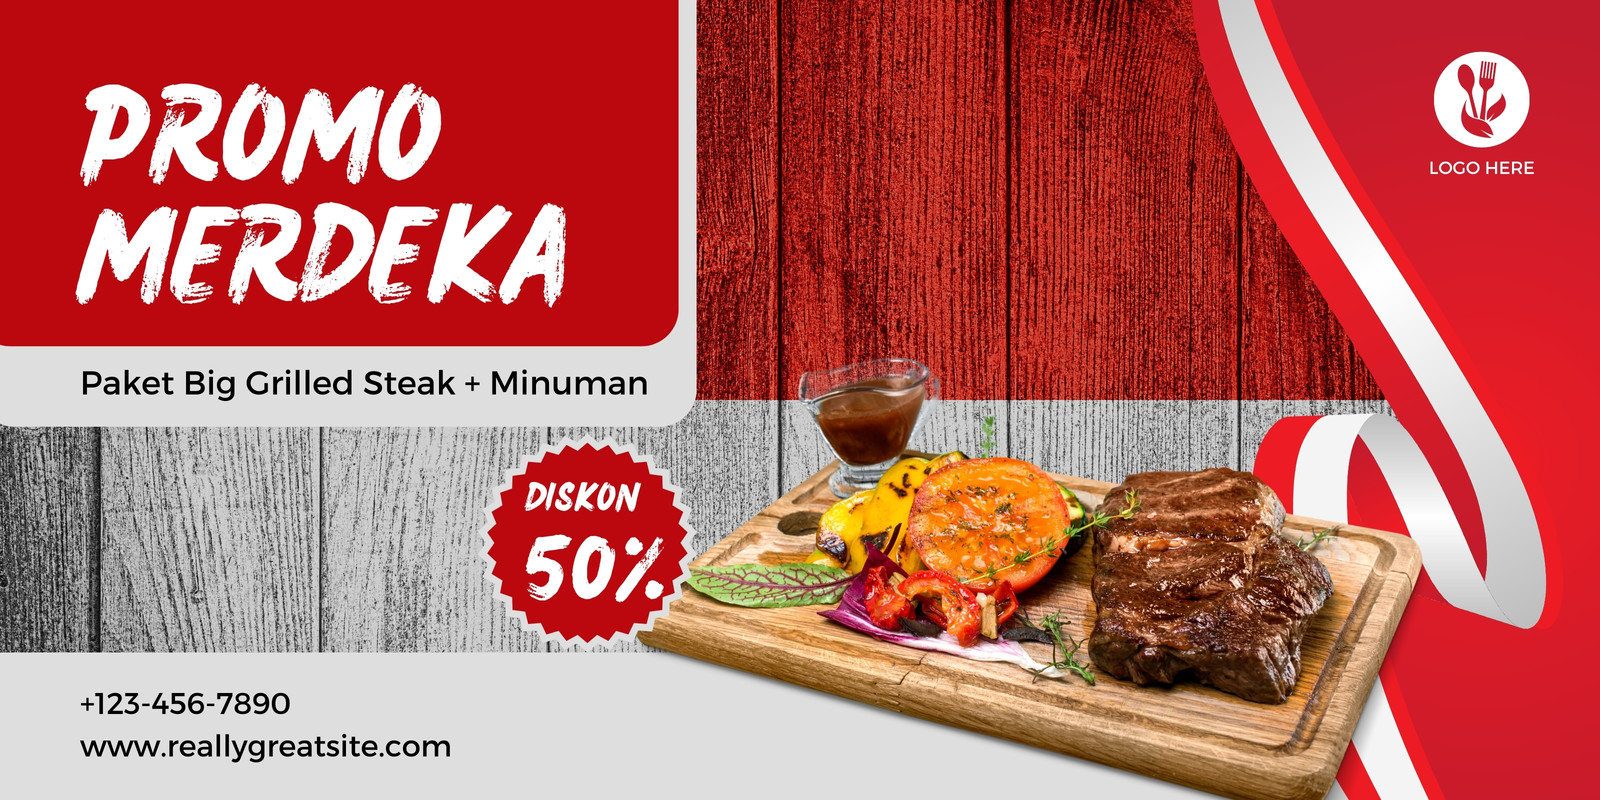 PROMO
MERDEKA
Paket Big Grilled Steak + Minuman
DISKON
50%
+123-456-7890
www.reallygreatsite.com
LOGO HERE